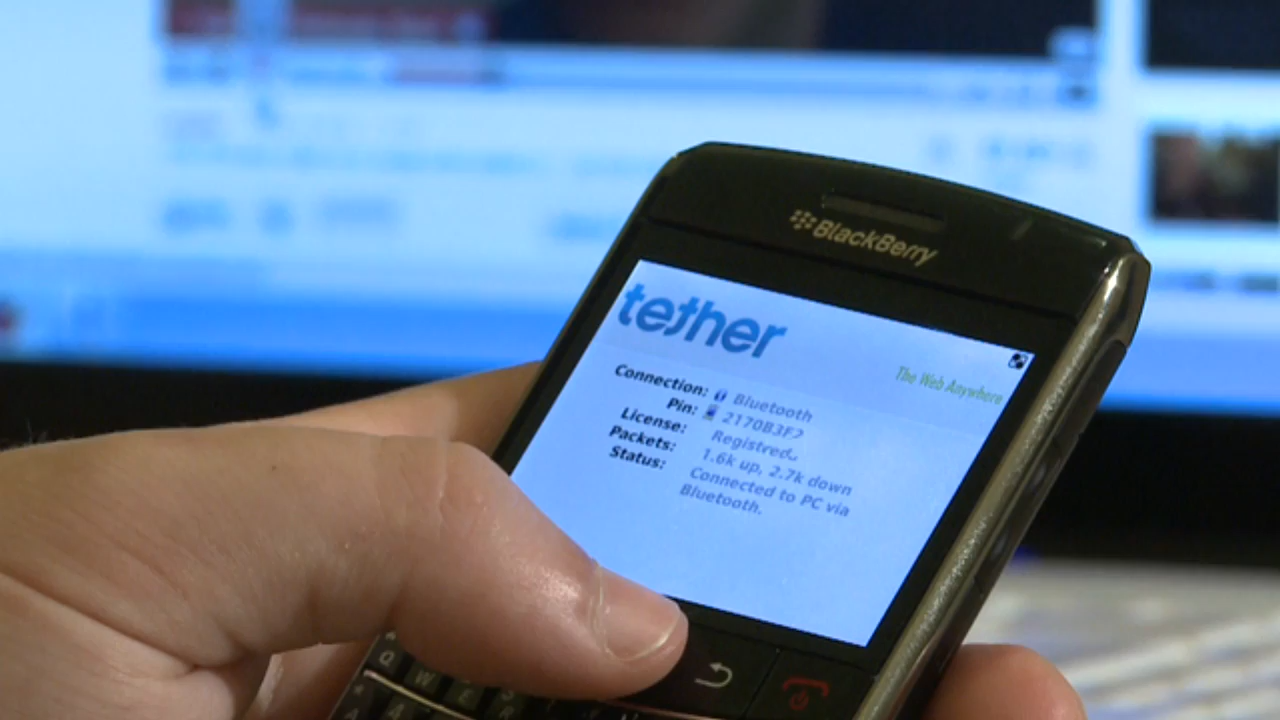 BlackBerry
tether
The Web Anywhere
Connection: Bluetooth
Pin: 2170B3F2
License: Registred.
Packets: 1.6k up, 2.7k down
Status: Connected to PC via
Bluetooth.
Q W
A